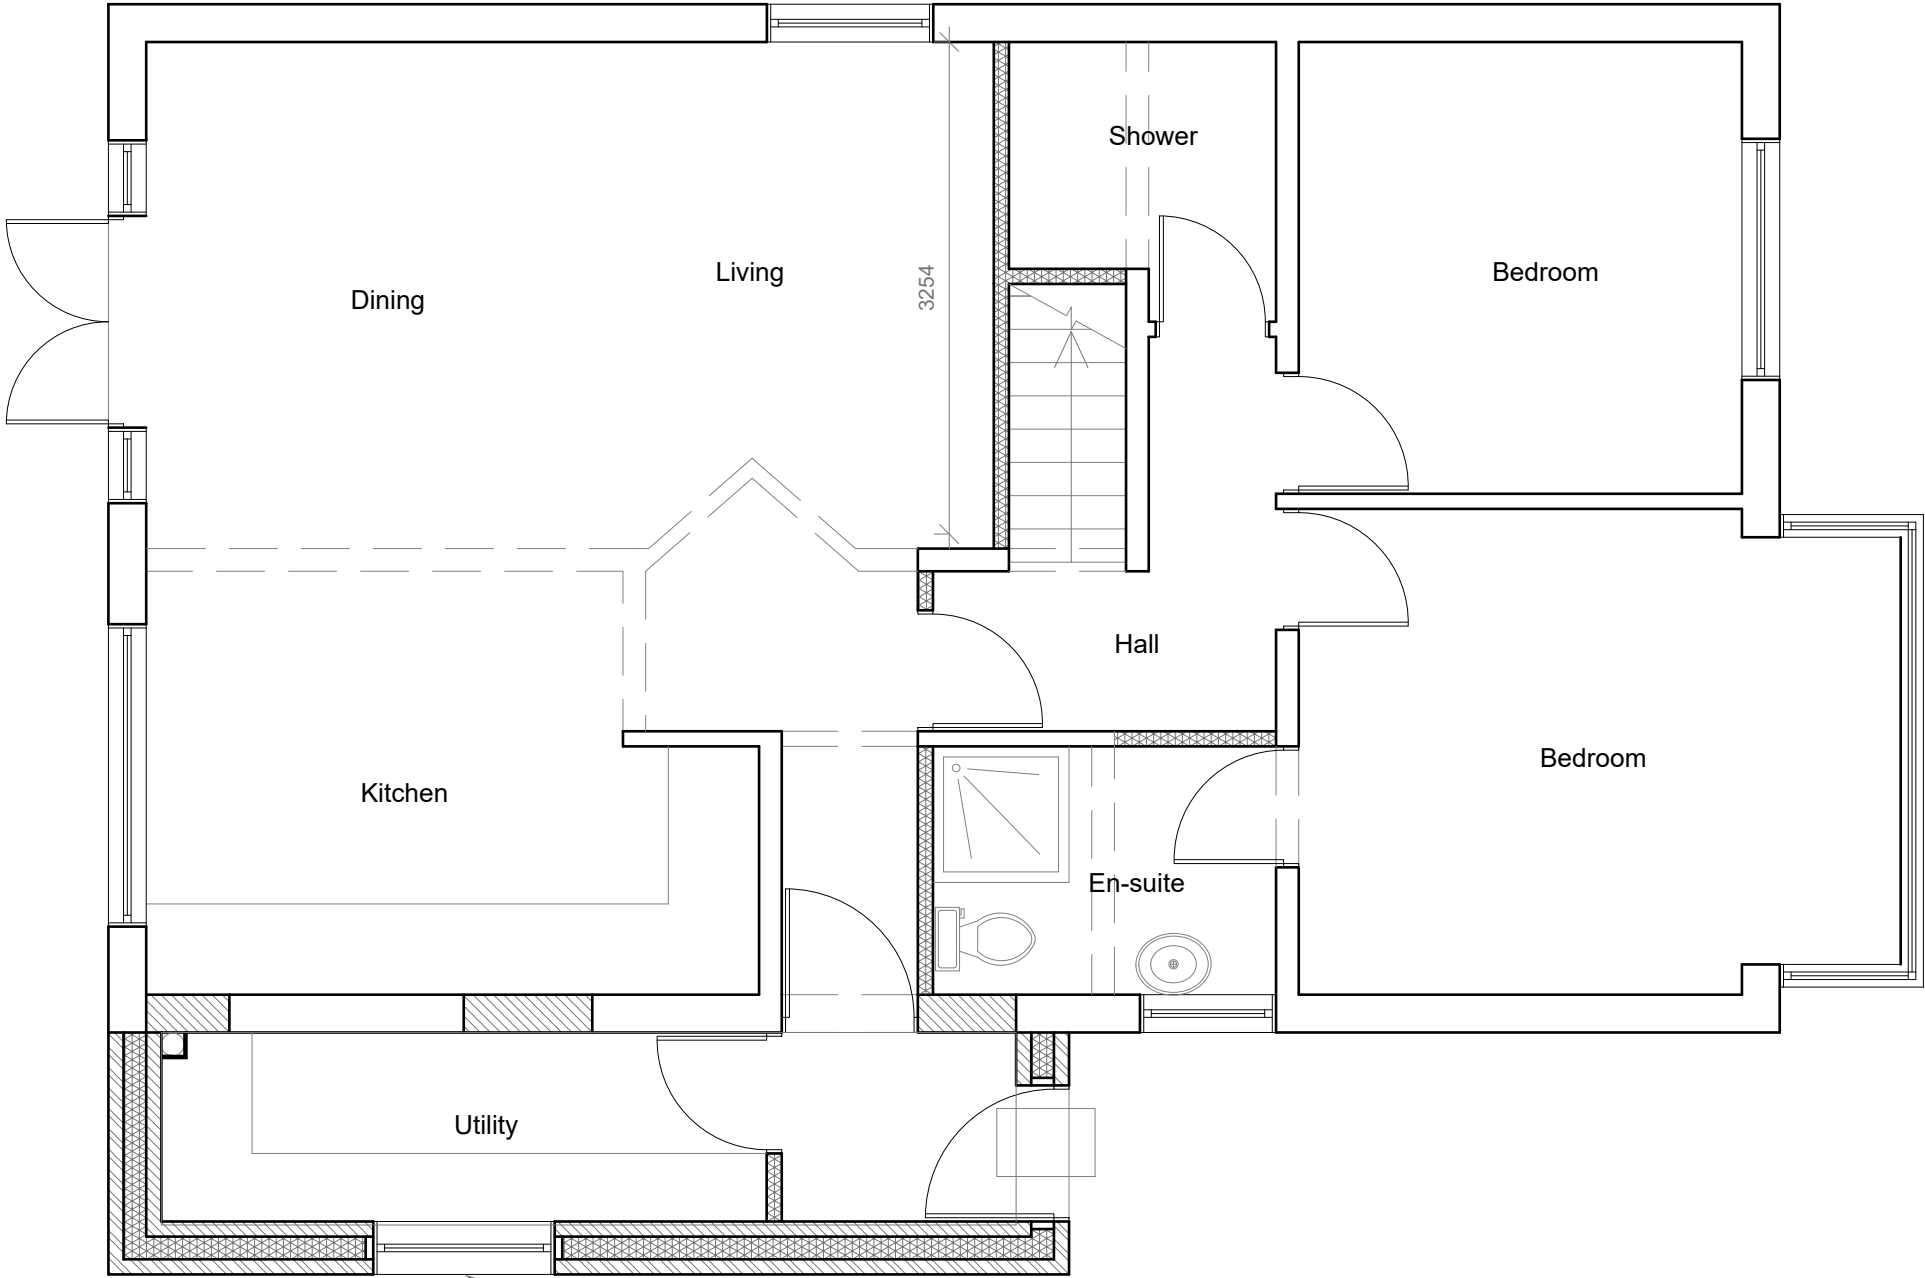 Shower
Living
Bedroom
Dining
3254
Hall
Bedroom
Kitchen
En-suite
Utility